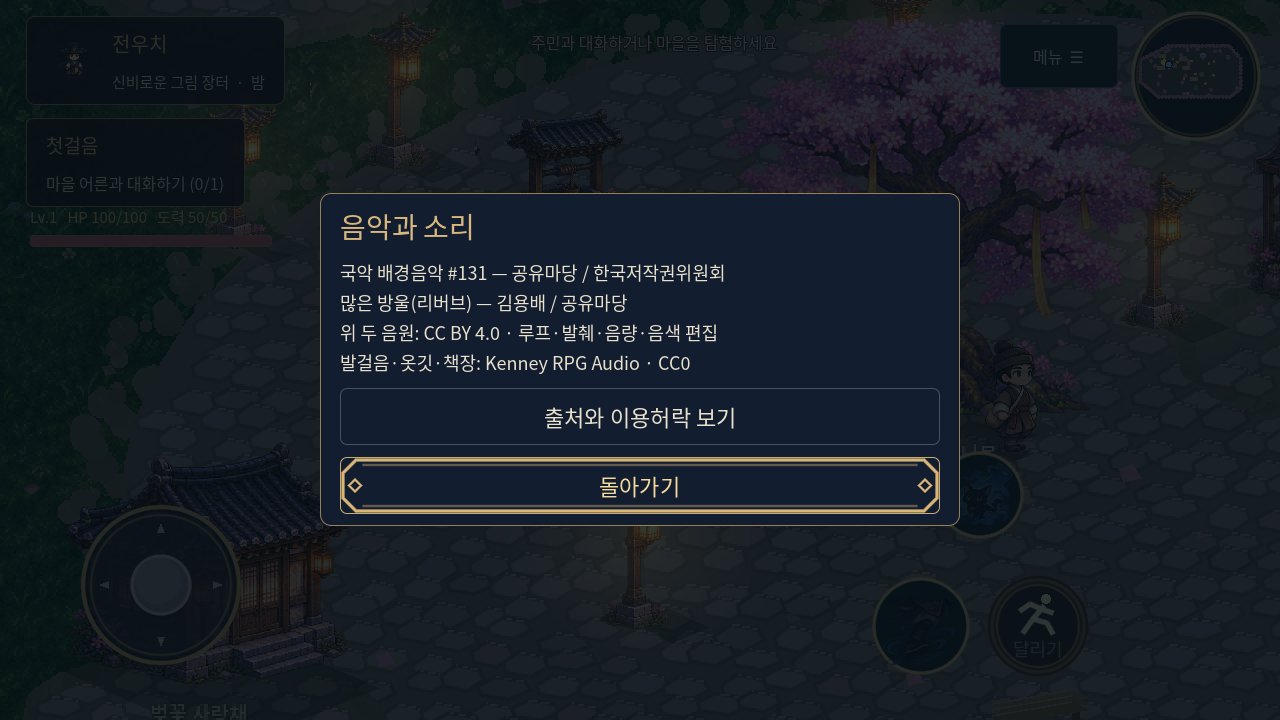 전우치
신비로운 그림 장터 · 밤
주민과 대화하거나 마을을 탐험하세요
메뉴 ☰
첫걸음
마을 어른과 대화하기 (0/1)
Lv.1 HP 100/100 도력 50/50
음악과 소리
국악 배경음악 #131 — 공유마당 / 한국저작권위원회
많은 방울(리버브) — 김용배 / 공유마당
위 두 음원: CC BY 4.0 · 루프·발췌·음량·음색 편집
발걸음·옷깃·책장: Kenney RPG Audio · CC0
출처와 이용허락 보기
돌아가기
달리기
벚꽃 사랑채